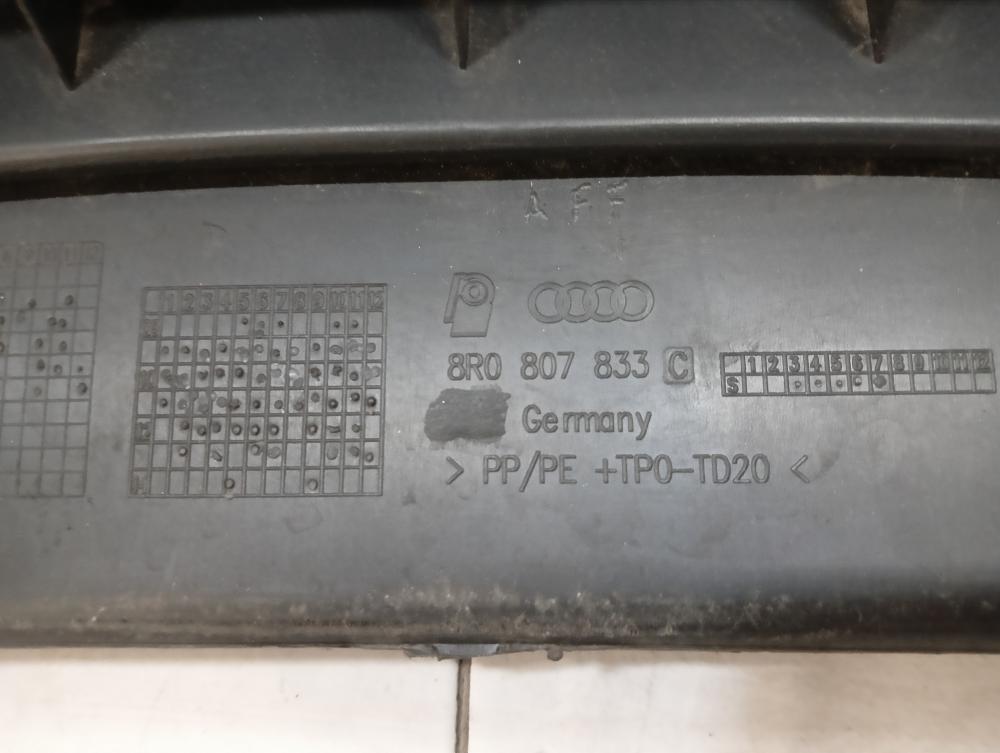 A F F
1 2 3 4 5 6 7 8 9 10 11 12
8R0 807 833 C
1 2 3 4 5 6 7 8 9 10 11 12
S
Germany
> PP/PE +TPO-TD20 <